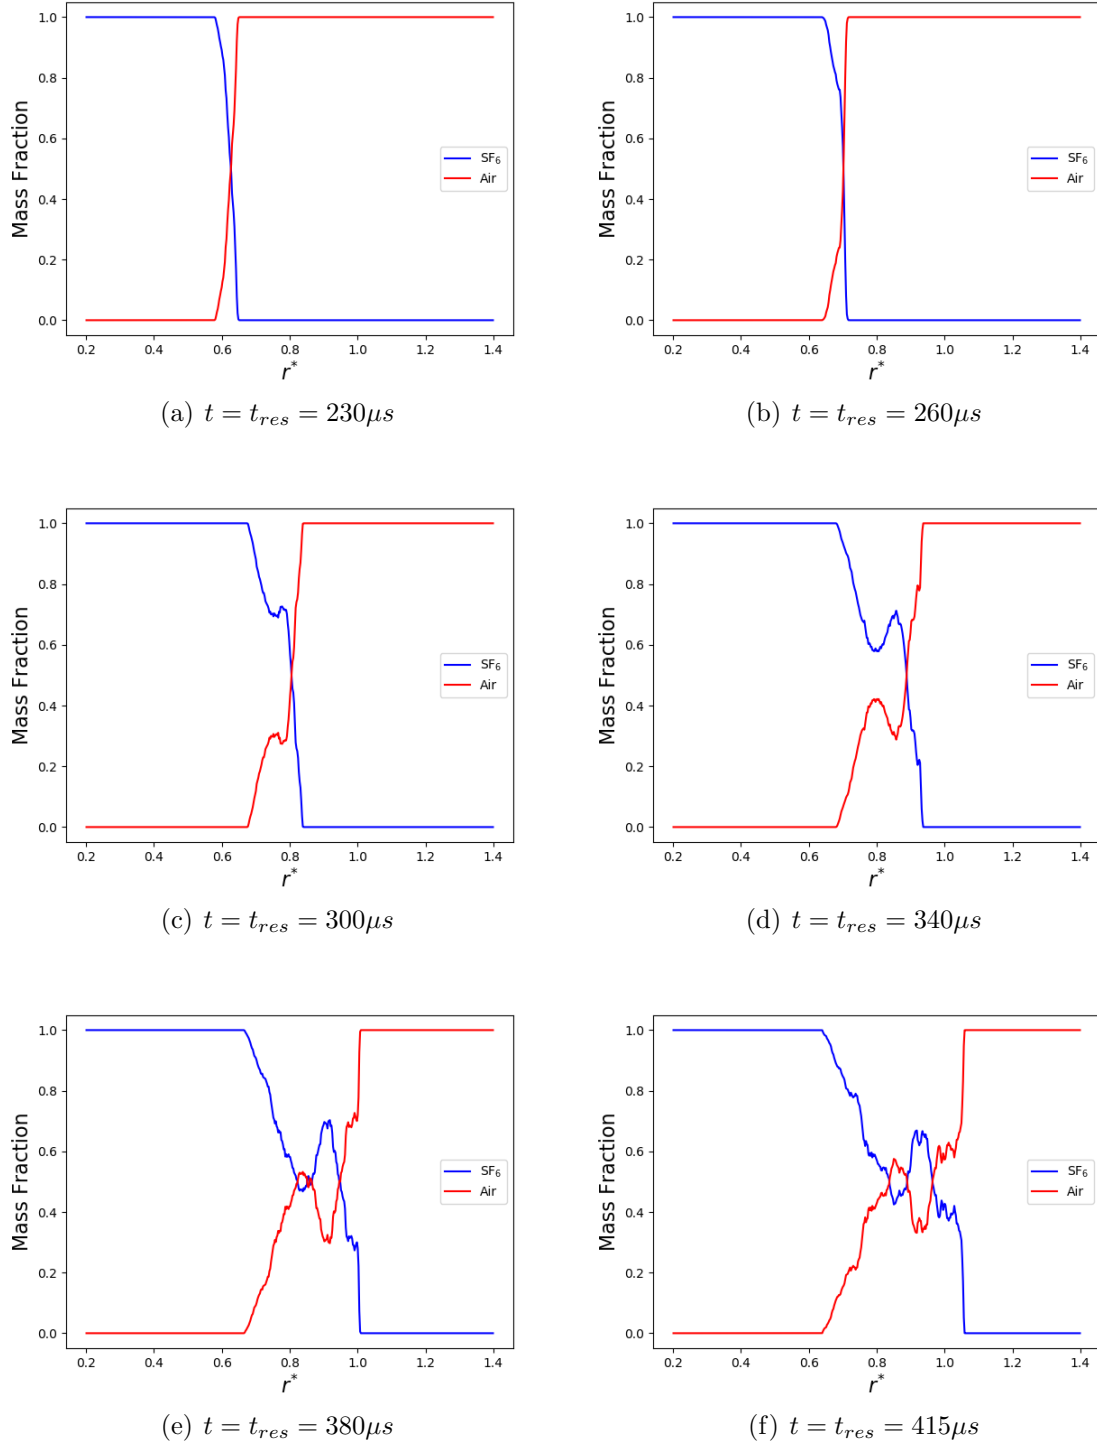 1.0
0.8
0.6
0.4
0.2
0.0
Mass Fraction
SF₆
Air
0.2 0.4 0.6 0.8 1.0 1.2 1.4
r*
(a) t = t_res = 230μs
1.0
0.8
0.6
0.4
0.2
0.0
Mass Fraction
SF₆
Air
0.2 0.4 0.6 0.8 1.0 1.2 1.4
r*
(b) t = t_res = 260μs
1.0
0.8
0.6
0.4
0.2
0.0
Mass Fraction
SF₆
Air
0.2 0.4 0.6 0.8 1.0 1.2 1.4
r*
(c) t = t_res = 300μs
1.0
0.8
0.6
0.4
0.2
0.0
Mass Fraction
SF₆
Air
0.2 0.4 0.6 0.8 1.0 1.2 1.4
r*
(d) t = t_res = 340μs
1.0
0.8
0.6
0.4
0.2
0.0
Mass Fraction
SF₆
Air
0.2 0.4 0.6 0.8 1.0 1.2 1.4
r*
(e) t = t_res = 380μs
1.0
0.8
0.6
0.4
0.2
0.0
Mass Fraction
SF₆
Air
0.2 0.4 0.6 0.8 1.0 1.2 1.4
r*
(f) t = t_res = 415μs